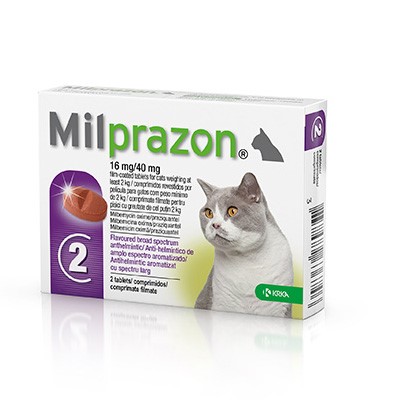 Milprazon®
16 mg/40 mg
film-coated tablets for cats weighing at
least 2 kg / comprimidos revestidos por
película para gatos com peso mínimo
de 2 kg / comprimate filmate pentru
pisici cu greutate de cel puțin 2 kg
Milbemycin oxime/praziquantel
Milbemicina oxima/praziquantel
Milbemicin oximă/praziquantel
Flavoured broad spectrum
anthelmintic/ Anti-helmíntico de
amplo espectro aromatizado/
Antihelmintic aromatizat
cu spectru larg
2 tablets/ comprimidos/
comprimate filmate
2
KRKA
2